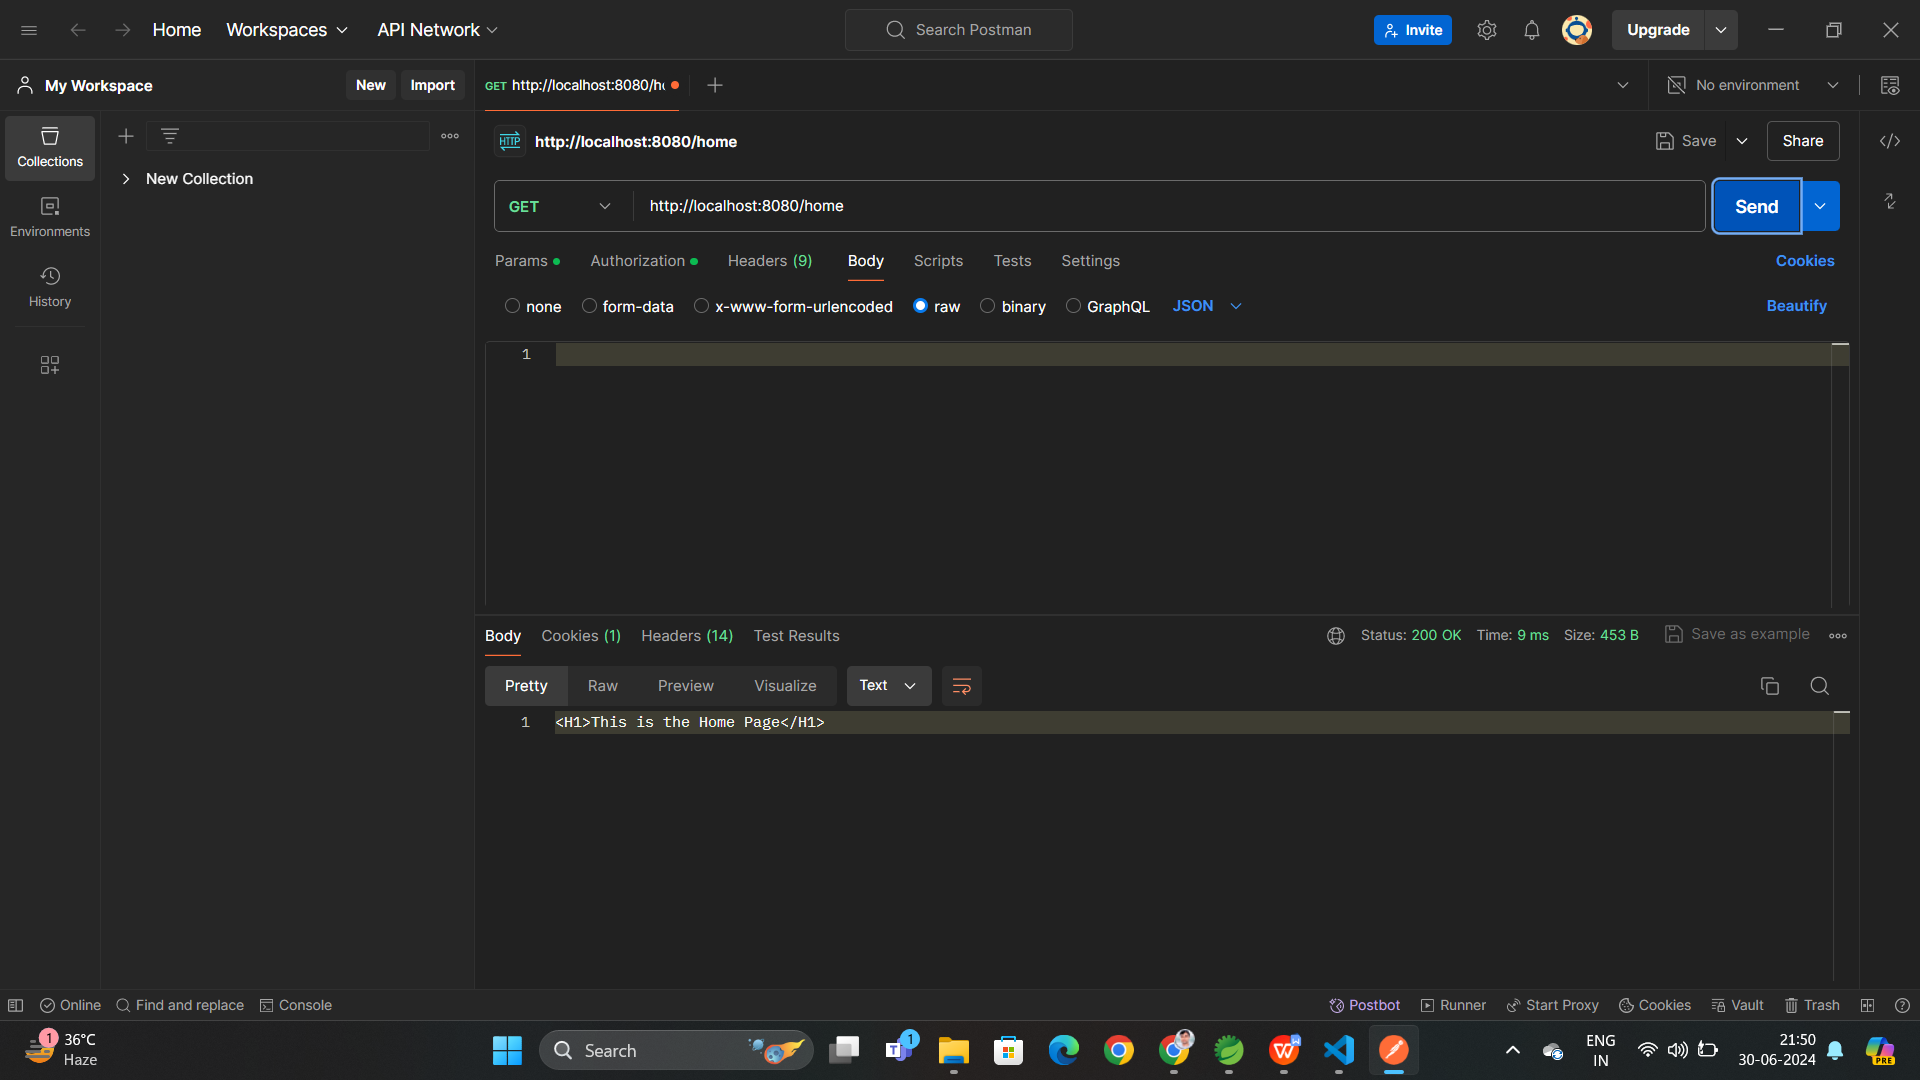 Home Workspaces API Network Search Postman Invite Upgrade
My Workspace New Import GET http://localhost:8080/h No environment
HTTP http://localhost:8080/home Save Share
Collections
New Collection
GET http://localhost:8080/home Send
Environments
Params Authorization Headers (9) Body Scripts Tests Settings Cookies
History
none form-data x-www-form-urlencoded raw binary GraphQL JSON Beautify
1
Body Cookies (1) Headers (14) Test Results Status: 200 OK Time: 9 ms Size: 453 B Save as example
Pretty Raw Preview Visualize Text
1 <H1>This is the Home Page</H1>
Online Find and replace Console Postbot Runner Start Proxy Cookies Vault Trash
1 36°C Search 1 ENG 21:50
Haze IN 30-06-2024 PRE